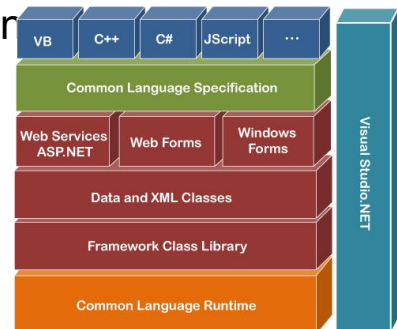 VB C++ C# JScript ...
Common Language Specification
Web Services
ASP.NET
Web Forms
Windows
Forms
Data and XML Classes
Framework Class Library
Common Language Runtime
Visual Studio.NET